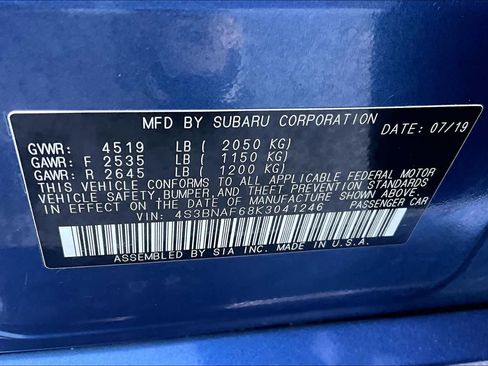 MFD BY SUBARU CORPORATION DATE: 07/19
GVWR: 4519 LB ( 2050 KG)
GAWR: F 2535 LB ( 1150 KG)
GAWR: R 2645 LB ( 1200 KG)
THIS VEHICLE CONFORMS TO ALL APPLICABLE FEDERAL MOTOR
VEHICLE SAFETY, BUMPER AND THEFT PREVENTION STANDARDS
IN EFFECT ON THE DATE OF MANUFACTURE SHOWN ABOVE.
VIN: 4S3BNAF68K3041246 PASSENGER CAR
ASSEMBLED BY SIA INC. MADE IN U.S.A.